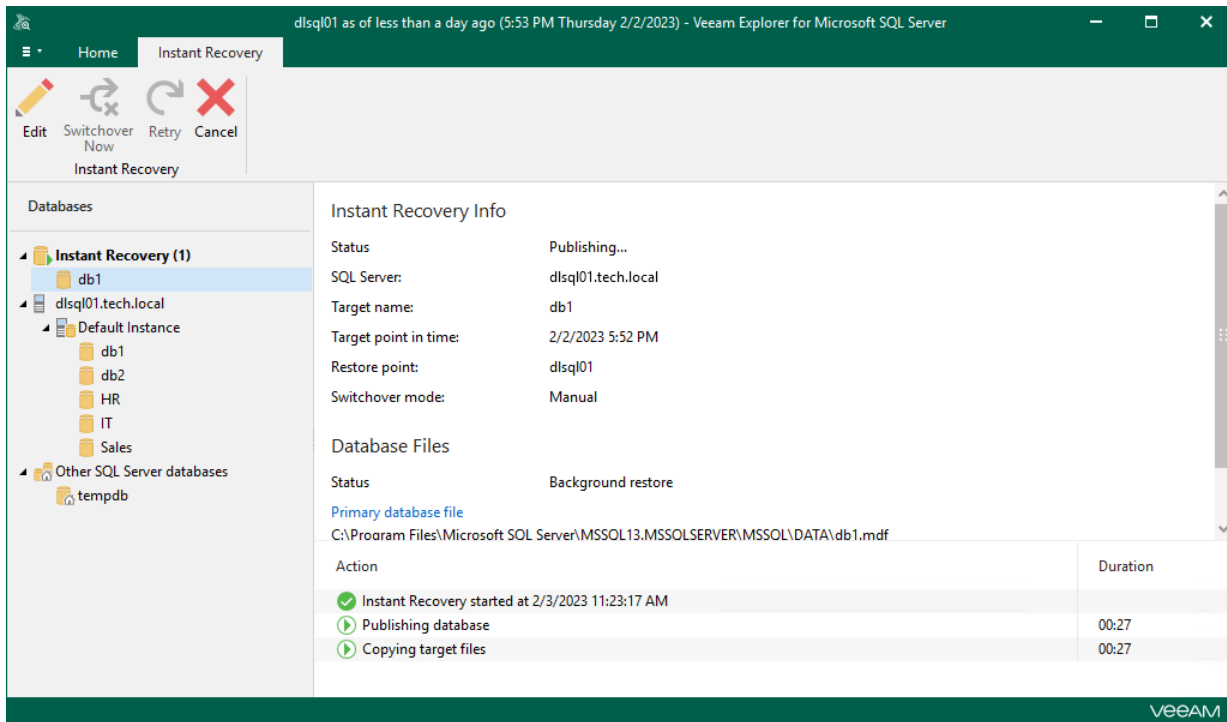 dlsql01 as of less than a day ago (5:53 PM Thursday 2/2/2023) - Veeam Explorer for Microsoft SQL Server
Home Instant Recovery
Edit Switchover Now Retry Cancel
Instant Recovery
Databases
Instant Recovery (1)
db1
dlsql01.tech.local
Default Instance
db1
db2
HR
IT
Sales
Other SQL Server databases
tempdb
Instant Recovery Info
Status Publishing...
SQL Server: dlsql01.tech.local
Target name: db1
Target point in time: 2/2/2023 5:52 PM
Restore point: dlsql01
Switchover mode: Manual
Database Files
Status Background restore
Primary database file
C:\Program Files\Microsoft SQL Server\MSSQL13.MSSQLSERVER\MSSQL\DATA\db1.mdf
Action Duration
Instant Recovery started at 2/3/2023 11:23:17 AM
Publishing database 00:27
Copying target files 00:27
veeAM